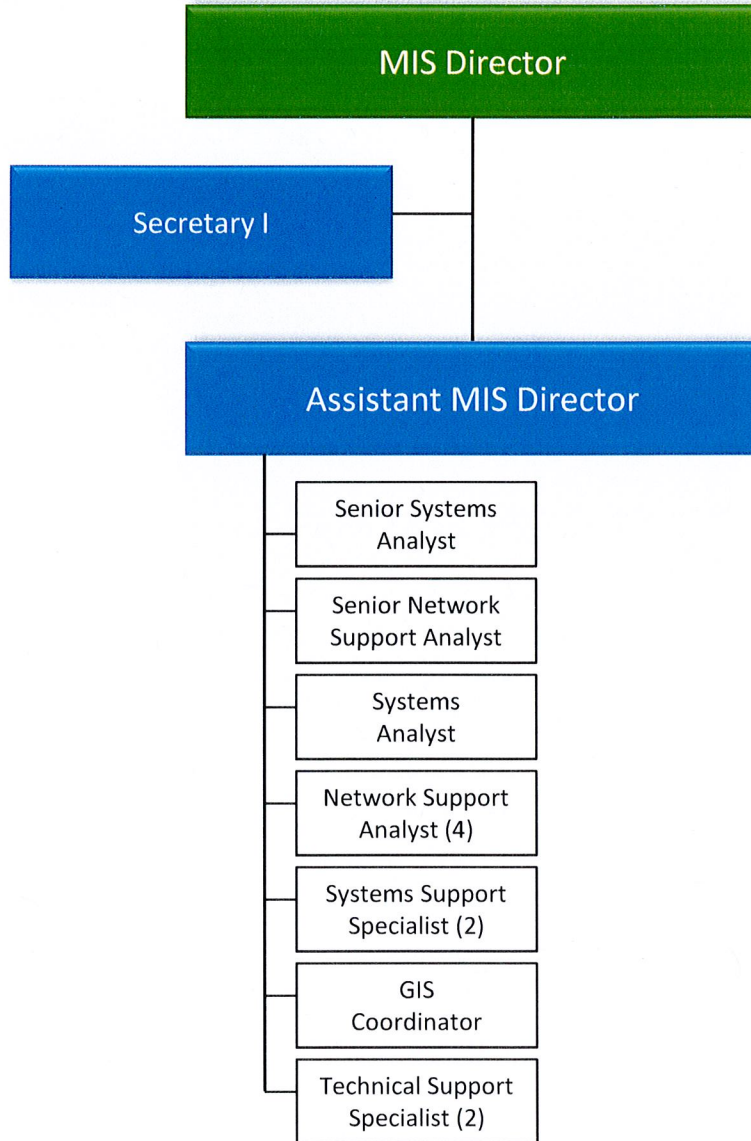 MIS Director
Secretary I
Assistant MIS Director
Senior Systems
Analyst
Senior Network
Support Analyst
Systems
Analyst
Network Support
Analyst (4)
Systems Support
Specialist (2)
GIS
Coordinator
Technical Support
Specialist (2)